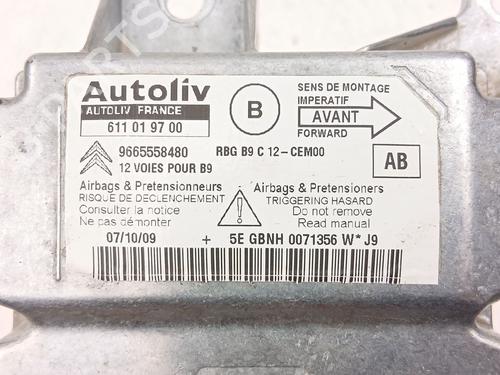 Autoliv
AUTOLIV FRANCE
611 01 97 00
B
SENS DE MONTAGE
IMPERATIF
AVANT
FORWARD
9665558480 RBG B9 C 12-CEM00
12 VOIES POUR B9
AB
Airbags & Pretensionneurs
RISQUE DE DECLENCHEMENT
Consulter la notice
Ne pas démonter
Airbags & Pretensioners
TRIGGERING HASARD
Do not remove
Read manual
07/10/09 + 5E GBNH 0071356 W*J9